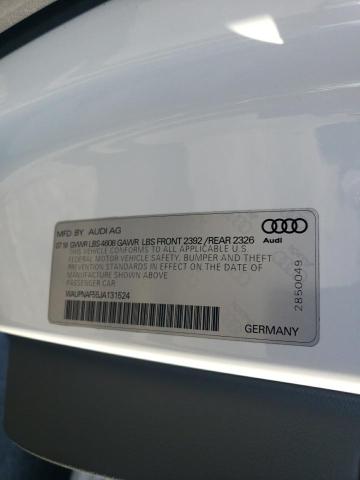 MFD BY AUDI AG
07 18 GVWR LBS 4608 GAWR LBS FRONT 2392 /REAR 2326
THIS VEHICLE CONFORMS TO ALL APPLICABLE U.S.
FEDERAL MOTOR VEHICLE SAFETY, BUMPER AND THEFT
PREVENTION STANDARDS IN EFFECT ON THE DATE OF
MANUFACTURE SHOWN ABOVE
PASSENGER CAR
Audi
GERMANY
2850049